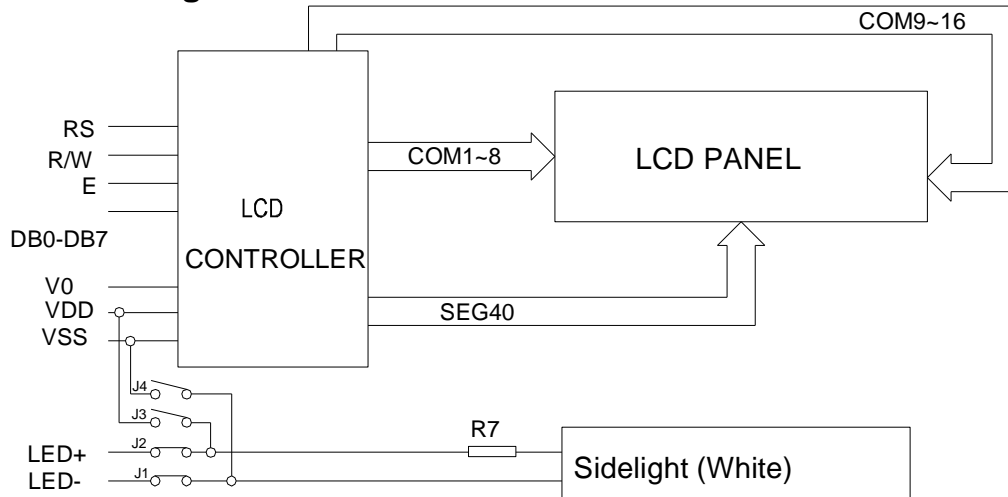 COM9~16
RS
R/W
E
DB0-DB7
V0
VDD
VSS
LCD
CONTROLLER
COM1~8
LCD PANEL
SEG40
J4
J3
J2
J1
LED+
LED-
R7
Sidelight (White)